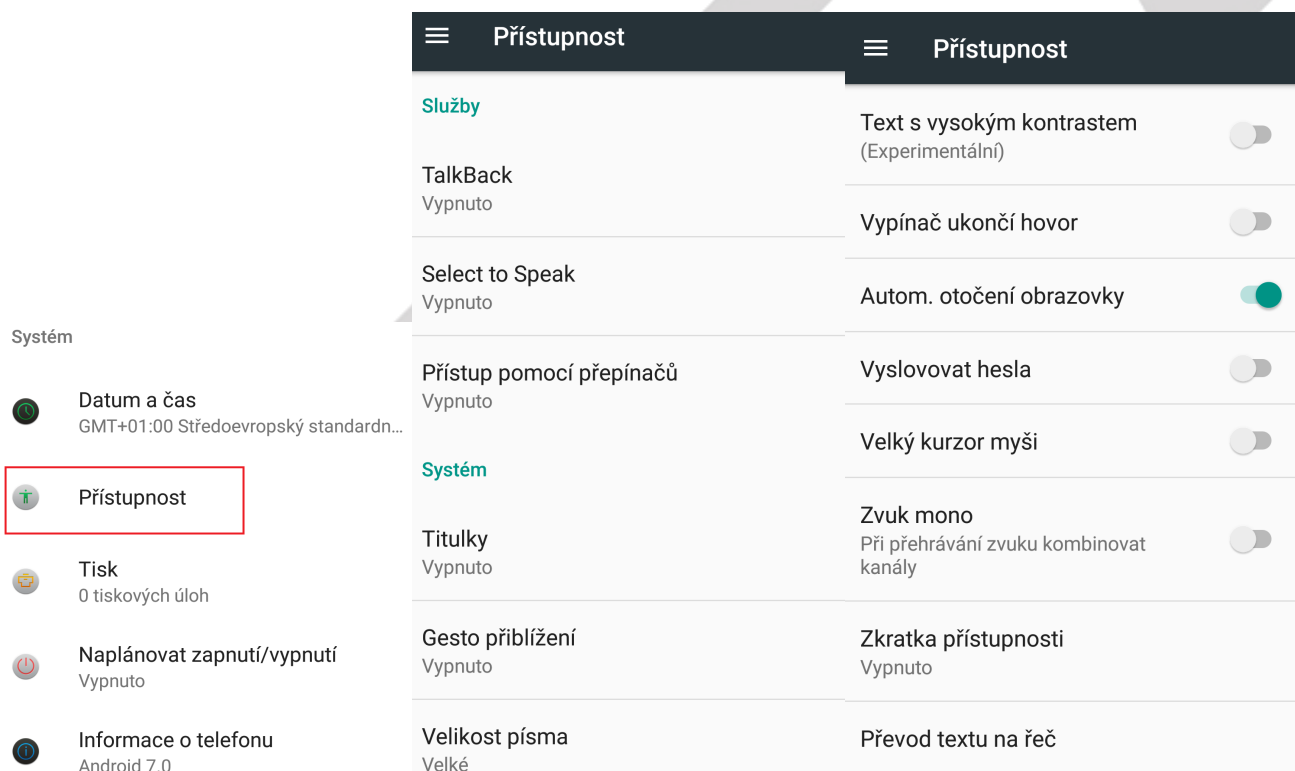 Systém
Datum a čas
GMT+01:00 Středoevropský standardn...
Přístupnost
Tisk
0 tiskových úloh
Naplánovat zapnutí/vypnutí
Vypnuto
Informace o telefonu
Android 7.0
Přístupnost
Služby
TalkBack
Vypnuto
Select to Speak
Vypnuto
Přístup pomocí přepínačů
Vypnuto
Systém
Titulky
Vypnuto
Gesto přiblížení
Vypnuto
Velikost písma
Velké
Přístupnost
Text s vysokým kontrastem
(Experimentální)
Vypínač ukončí hovor
Autom. otočení obrazovky
Vyslovovat hesla
Velký kurzor myši
Zvuk mono
Při přehrávání zvuku kombinovat
kanály
Zkratka přístupnosti
Vypnuto
Převod textu na řeč